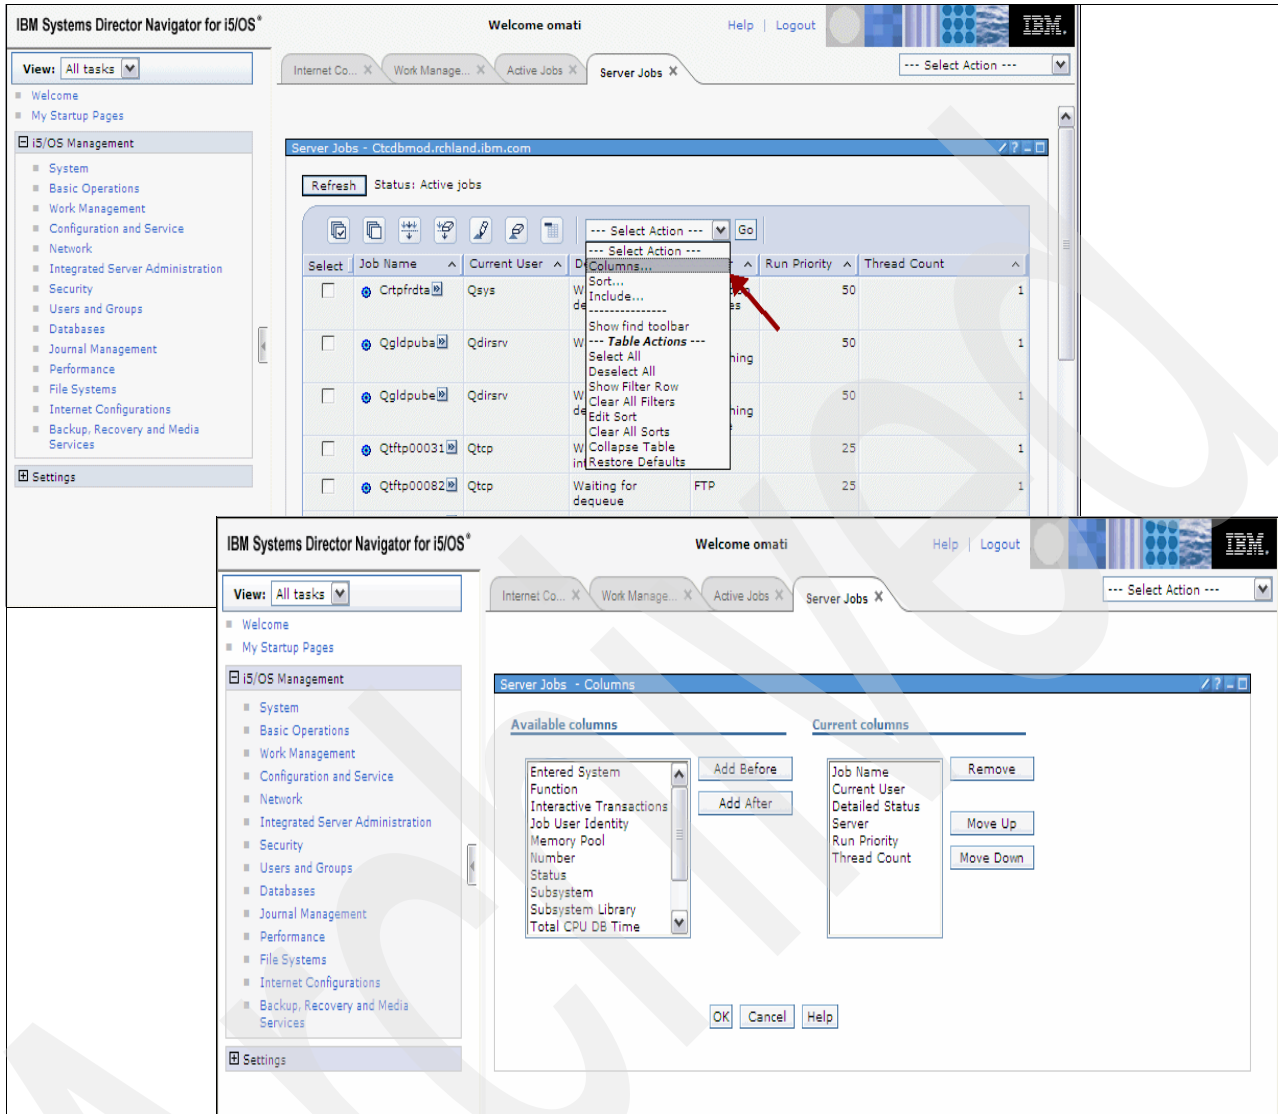 IBM Systems Director Navigator for i5/OS®
Welcome omati
Help | Logout
IBM.
View: All tasks
Welcome
My Startup Pages
i5/OS Management
System
Basic Operations
Work Management
Configuration and Service
Network
Integrated Server Administration
Security
Users and Groups
Databases
Journal Management
Performance
File Systems
Internet Configurations
Backup, Recovery and Media
Services
Settings
Internet Co... X
Work Manage... X
Active Jobs X
Server Jobs X
--- Select Action ---
Server Jobs - Ctcdbmod.rchland.ibm.com
Refresh Status: Active jobs
--- Select Action --- Go
--- Select Action ---
Columns...
Sort...
Include...
---------------
Show find toolbar
--- Table Actions ---
Select All
Deselect All
Show Filter Row
Clear All Filters
Edit Sort
Clear All Sorts
Collapse Table
Restore Defaults
Select Job Name Current User Run Priority Thread Count
Crtpfrdta Qsys 50 1
Qgldpuba Qdirsrv 50 1
Qgldpube Qdirsrv 50 1
Qtftp00031 Qtcp 25 1
Qtftp00082 Qtcp Waiting for FTP 25 1
dequeue
IBM Systems Director Navigator for i5/OS®
Welcome omati
Help | Logout
IBM.
View: All tasks
Welcome
My Startup Pages
i5/OS Management
System
Basic Operations
Work Management
Configuration and Service
Network
Integrated Server Administration
Security
Users and Groups
Databases
Journal Management
Performance
File Systems
Internet Configurations
Backup, Recovery and Media
Services
Settings
Internet Co... X
Work Manage... X
Active Jobs X
Server Jobs X
--- Select Action ---
Server Jobs - Columns
Available columns
Entered System
Function
Interactive Transactions
Job User Identity
Memory Pool
Number
Status
Subsystem
Subsystem Library
Total CPU DB Time
Add Before
Add After
Current columns
Job Name
Current User
Detailed Status
Server
Run Priority
Thread Count
Remove
Move Up
Move Down
OK Cancel Help
Archived